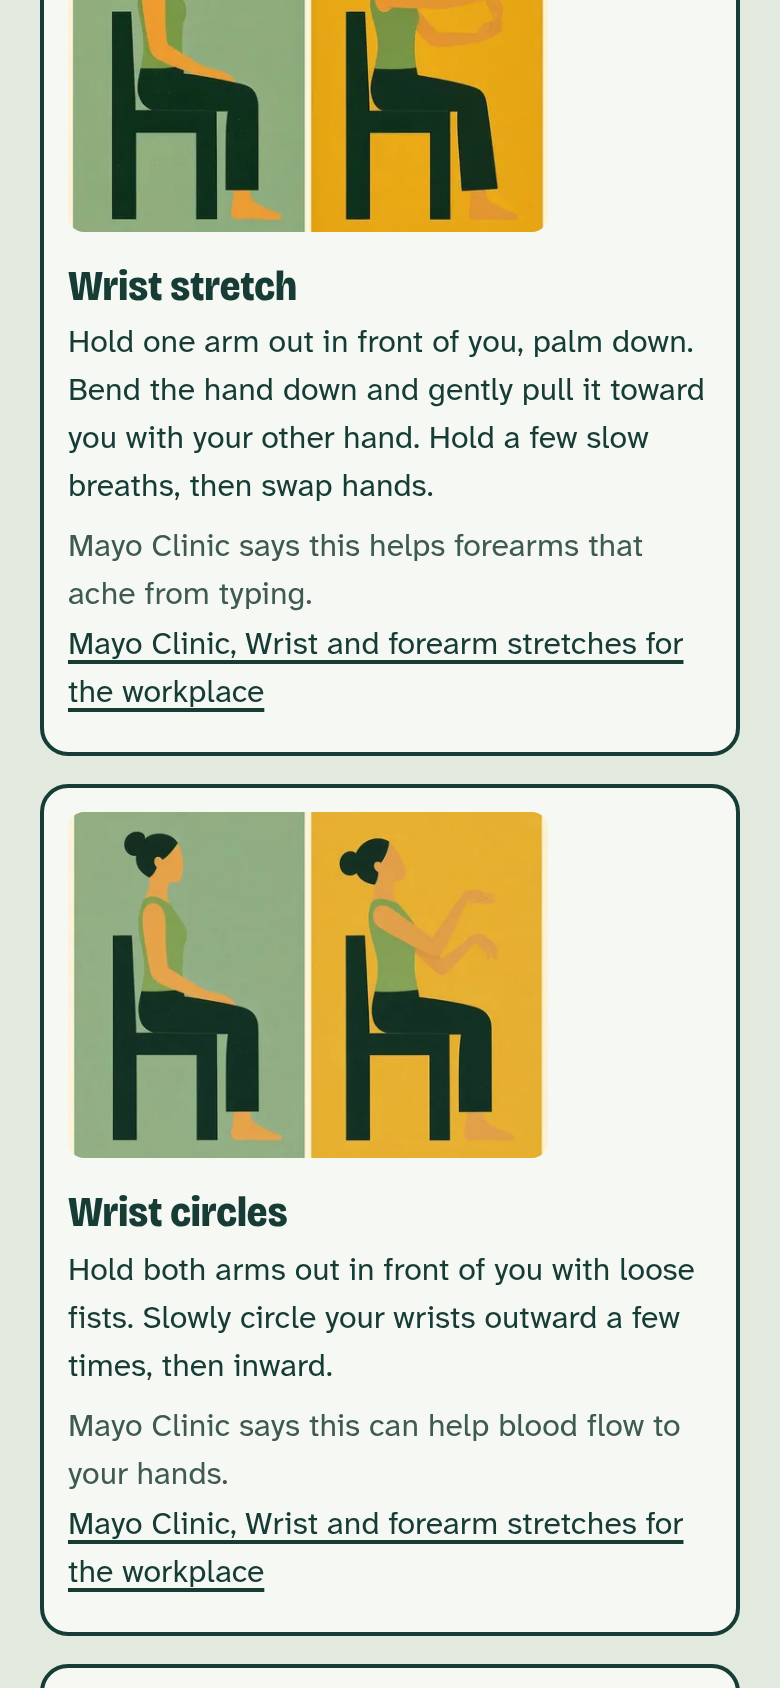 Wrist stretch
Hold one arm out in front of you, palm down.
Bend the hand down and gently pull it toward
you with your other hand. Hold a few slow
breaths, then swap hands.
Mayo Clinic says this helps forearms that
ache from typing.
Mayo Clinic, Wrist and forearm stretches for
the workplace
Wrist circles
Hold both arms out in front of you with loose
fists. Slowly circle your wrists outward a few
times, then inward.
Mayo Clinic says this can help blood flow to
your hands.
Mayo Clinic, Wrist and forearm stretches for
the workplace